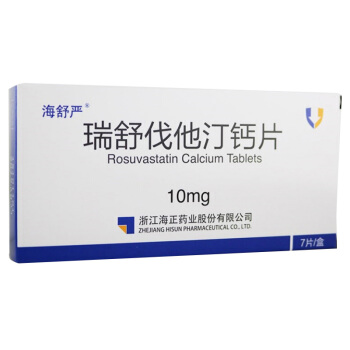 海舒严®
瑞舒伐他汀钙片
Rosuvastatin Calcium Tablets
10mg
浙江海正药业股份有限公司
ZHEJIANG HISUN PHARMACEUTICAL CO., LTD.
7片/盒